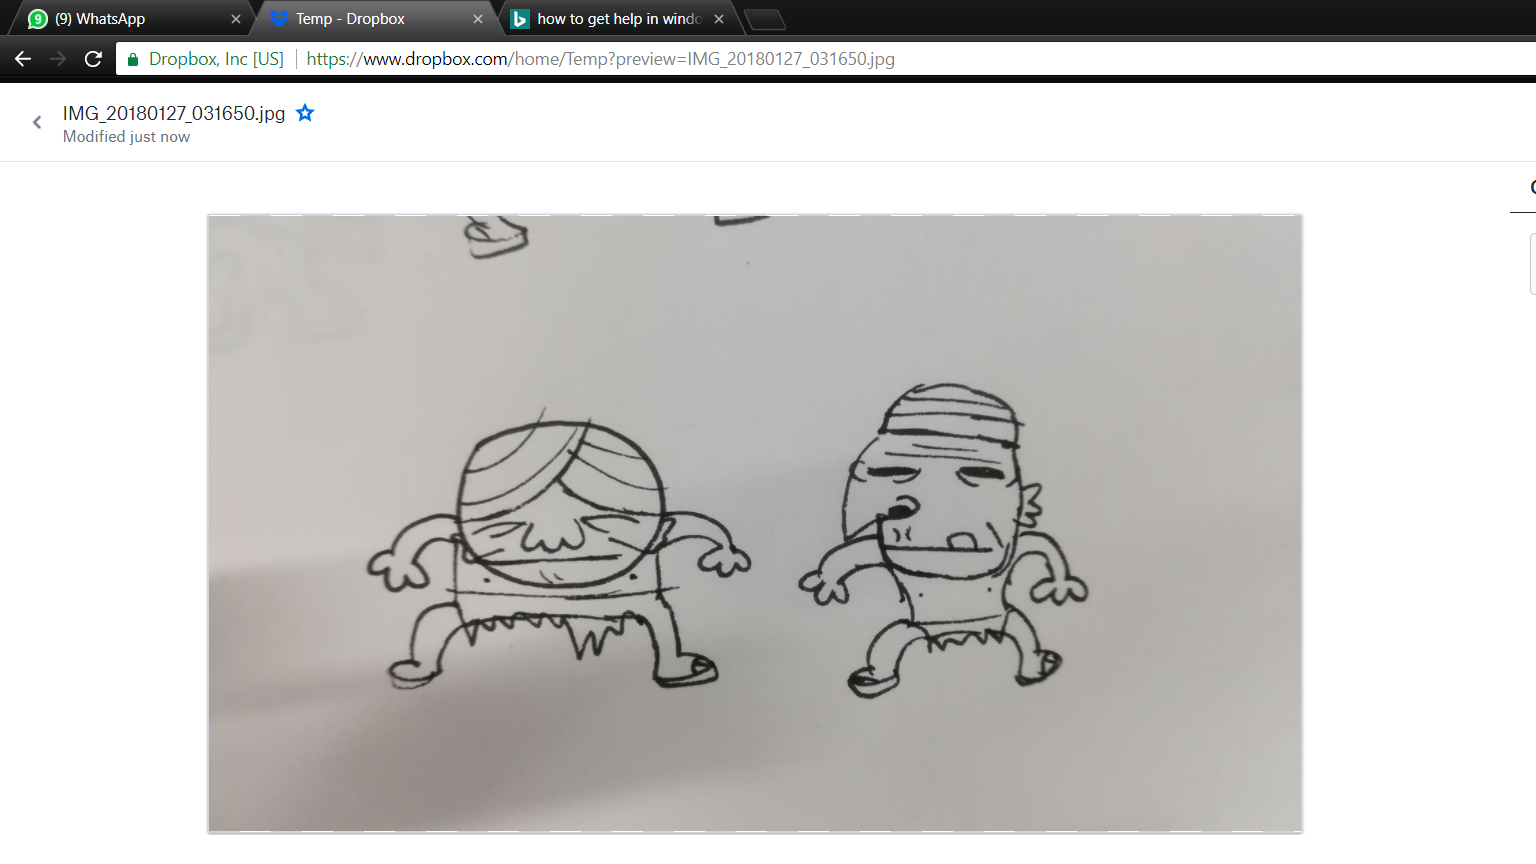 9 (9) WhatsApp
Temp - Dropbox
how to get help in windo
Dropbox, Inc [US] https://www.dropbox.com/home/Temp?preview=IMG_20180127_031650.jpg
IMG_20180127_031650.jpg
Modified just now